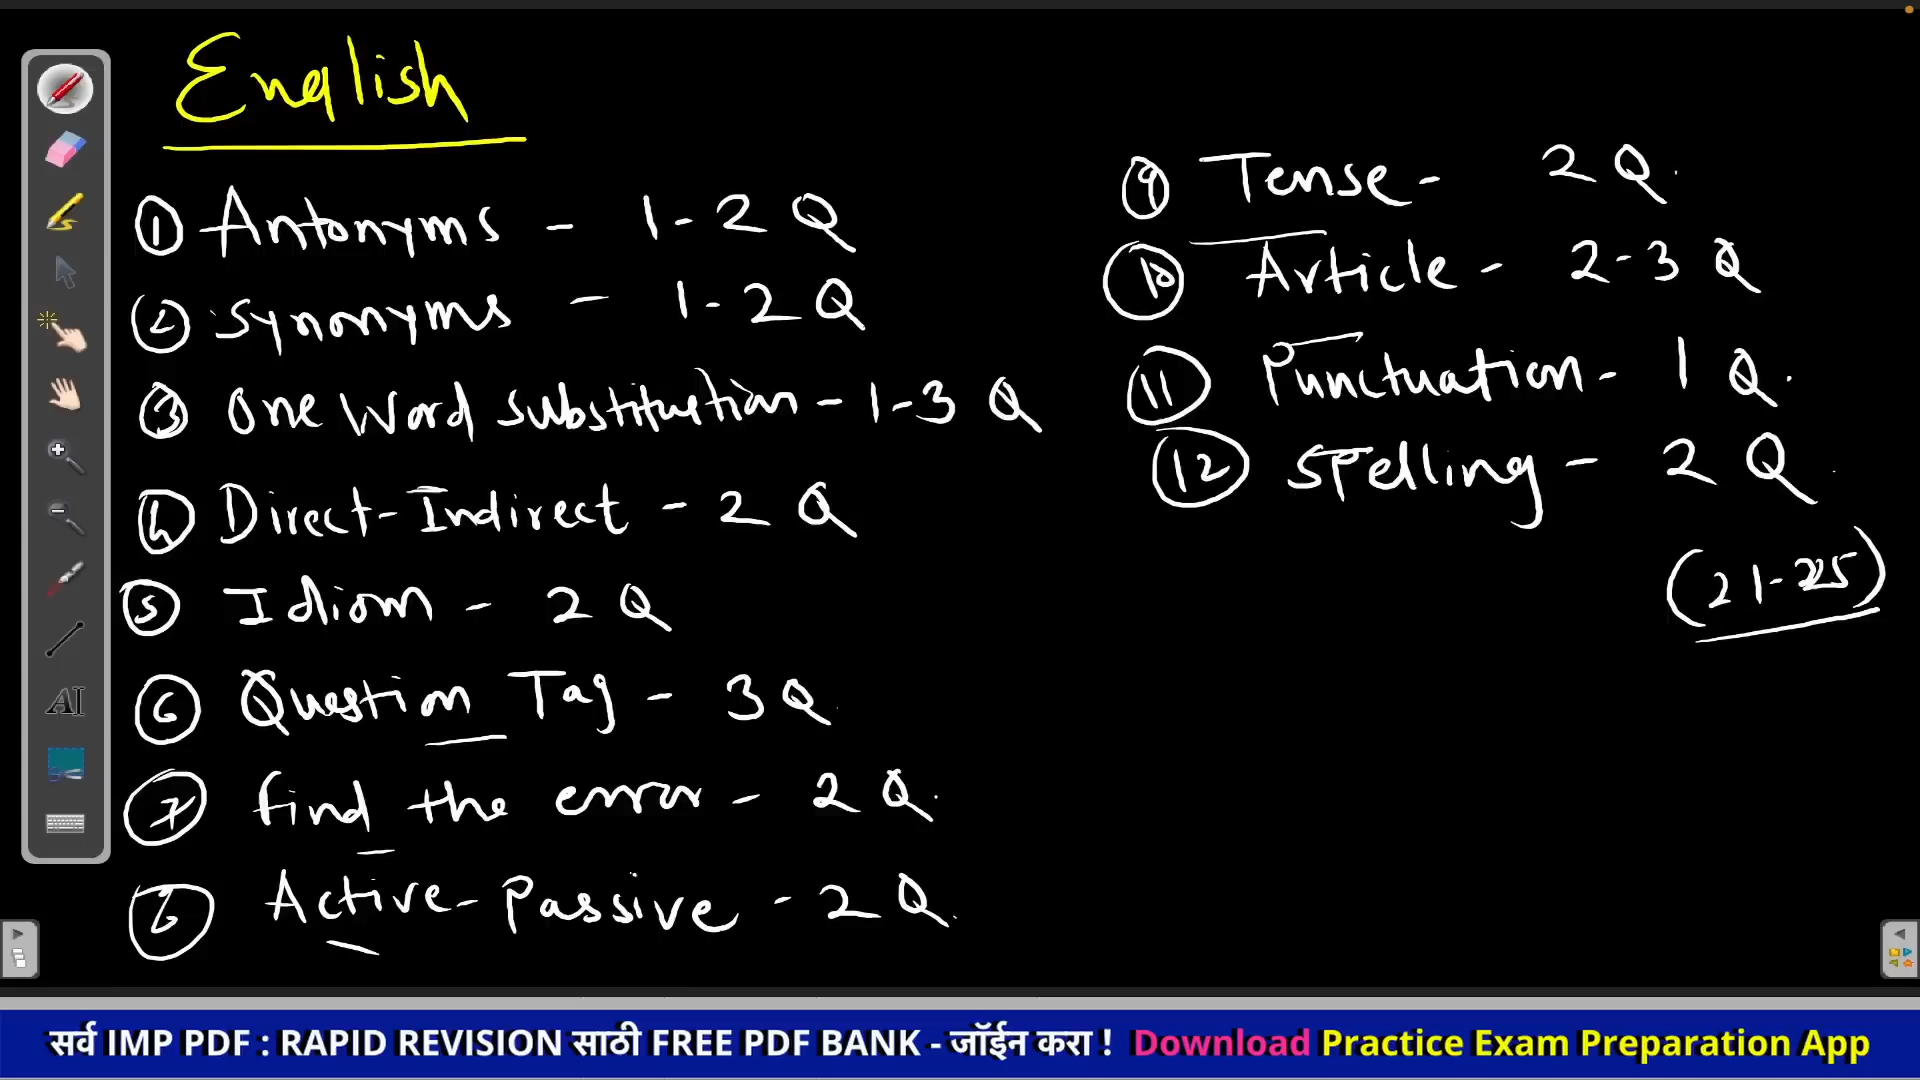 English
① Antonyms - 1-2 Q
② Synonyms - 1-2 Q
③ One Word substitution - 1-3 Q
④ Direct-Indirect - 2 Q
⑤ Idiom - 2 Q
⑥ Question Tag - 3 Q.
⑦ find the error - 2 Q.
⑧ Active-Passive - 2 Q.
⑨ Tense - 2 Q.
⑩ Article - 2-3 Q
⑪ Punctuation - 1 Q.
⑫ Spelling - 2 Q.
(21-25)
AI
सर्व IMP PDF : RAPID REVISION साठी FREE PDF BANK - जॉईन करा ! Download Practice Exam Preparation App